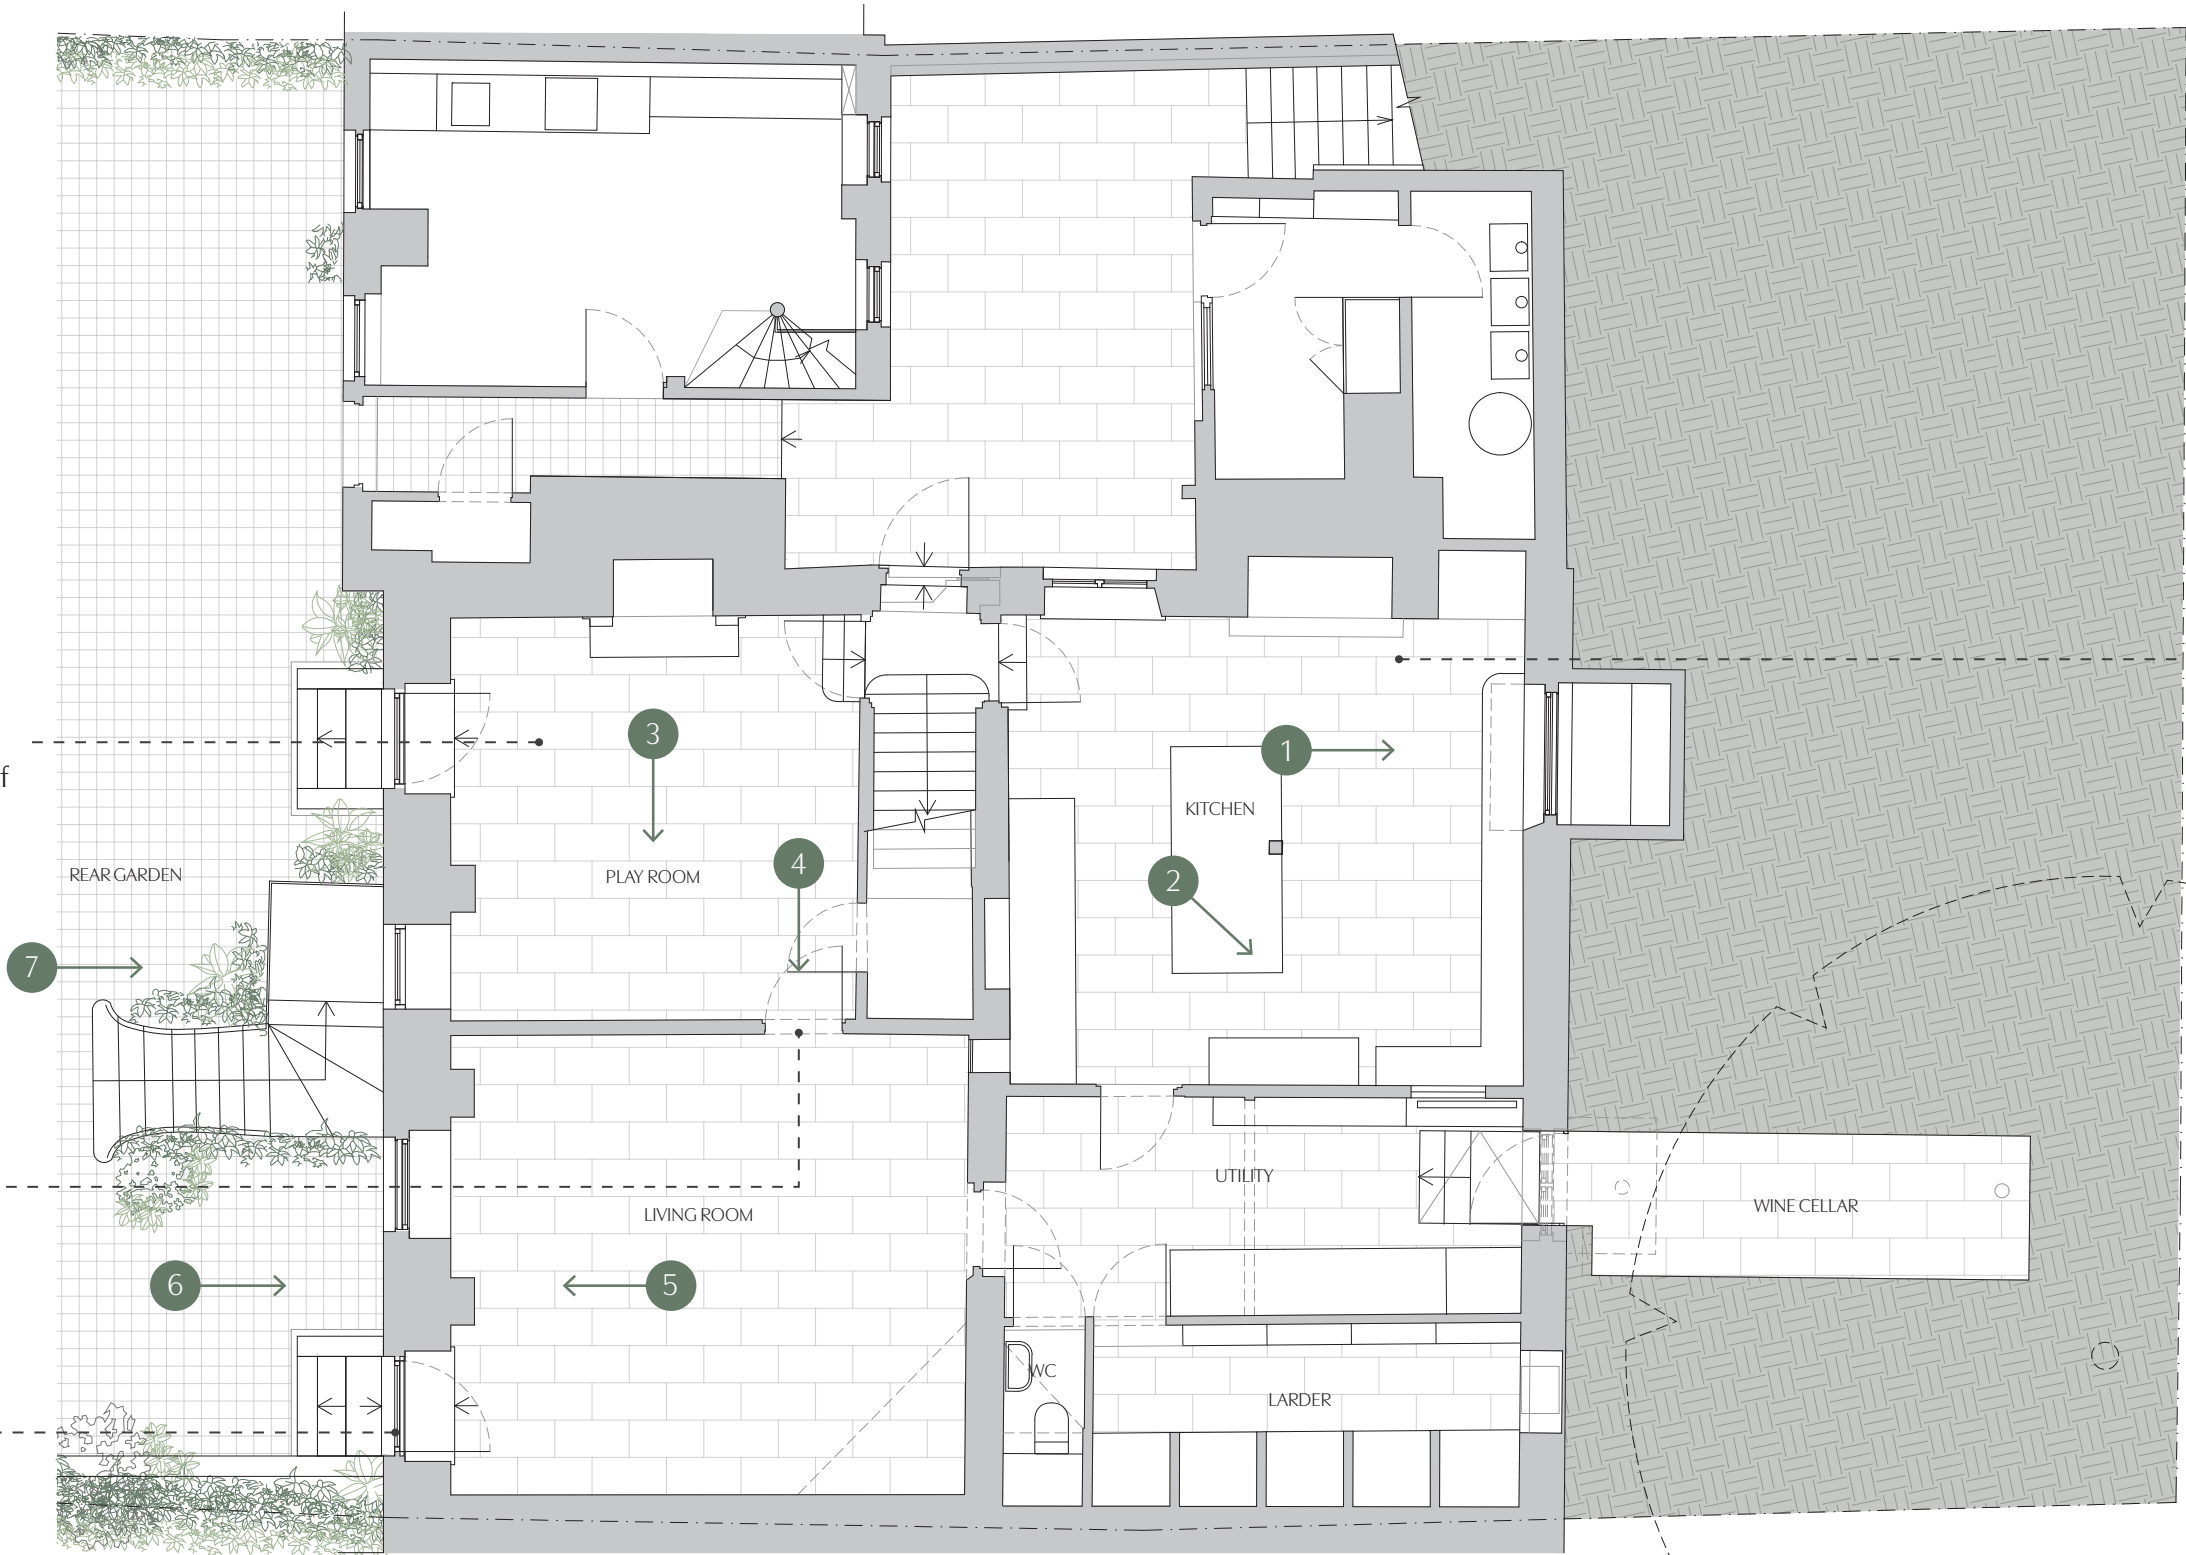 3
1
f
KITCHEN
4
REAR GARDEN
PLAY ROOM
2
7
UTILITY
WINE CELLAR
LIVING ROOM
6
5
WC
LARDER